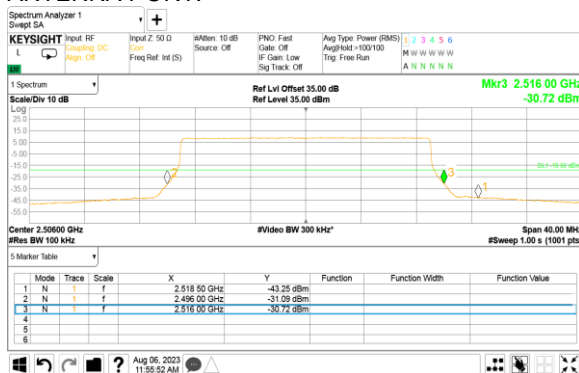 Spectrum Analyzer 1
Swept SA
KEYSIGHT Input: RF Input Z: 50 Ω #Atten: 10 dB PNO: Fast Avg Type: Power (RMS) 1 2 3 4 5 6
L Coupling: DC Corr Source: Off Gate: Off Avg|Hold:>100/100 M W W W W W
Align: Off Freq Ref: Int (S) IF Gain: Low Trig: Free Run
Sig Track: Off A N N N N N
1 Spectrum Ref Lvl Offset 35.00 dB Mkr3 2.516 00 GHz
Scale/Div 10 dB Ref Level 35.00 dBm -30.72 dBm
Log
25.0
15.0
5.00
-5.00
-15.0 DL1 -19.00 dBm
-25.0 2 3
-35.0 1
-45.0
-55.0
Center 2.50600 GHz #Video BW 300 kHz* Span 40.00 MHz
#Res BW 100 kHz #Sweep 1.00 s (1001 pts
5 Marker Table
Mode Trace Scale X Y Function Function Width Function Value
1 N 1 f 2.518 50 GHz -43.25 dBm
2 N 1 f 2.496 00 GHz -31.09 dBm
3 N 1 f 2.516 00 GHz -30.72 dBm
4
5
6
? Aug 06, 2023
11:55:52 AM